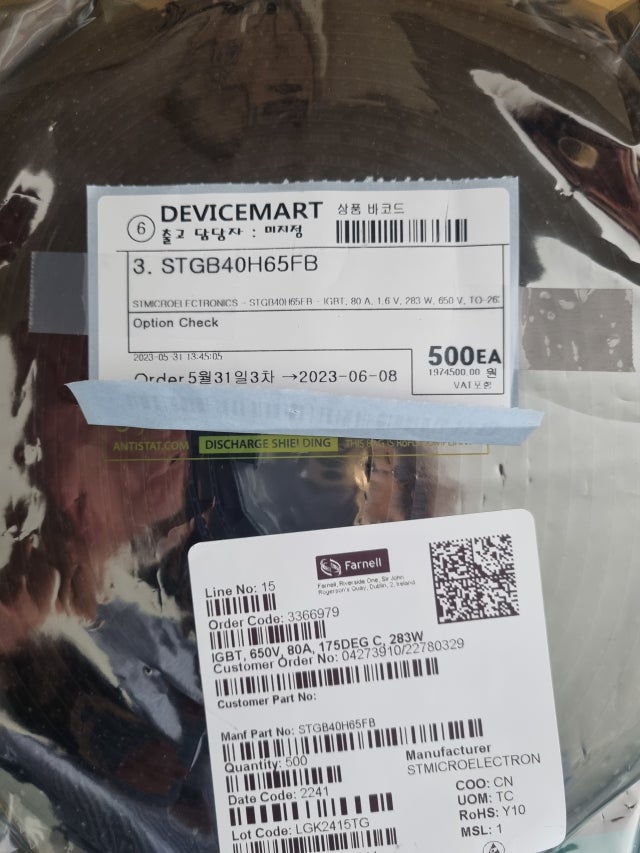 ⑥ DEVICEMART 상품 바코드
출고 담당자 : 미지정
3. STGB40H65FB
STMICROELECTRONICS - STGB40H65FB - IGBT, 80 A, 1.6 V, 283 W, 650 V, TO-26
Option Check
2023-05-31 13:45:05
500EA
1974500.00 원
Order 5월31일3차 →2023-06-08
VAT포함
ANTISTAT.COM DISCHARGE SHIELDING THIS BAG IS
Farnell
Farnell, Riverside One, Sir John
Rogerson's Quay, Dublin, 2, Ireland
Line No: 15
Order Code: 3366979
IGBT, 650V, 80A, 175DEG C, 283W
Customer Order No: 04273910/22780329
Customer Part No:
Manf Part No: STGB40H65FB
Quantity: 500
Manufacturer
STMICROELECTRON
Date Code: 2241
COO: CN
UOM: TC
RoHS: Y10
Lot Code: LGK2415TG
MSL: 1